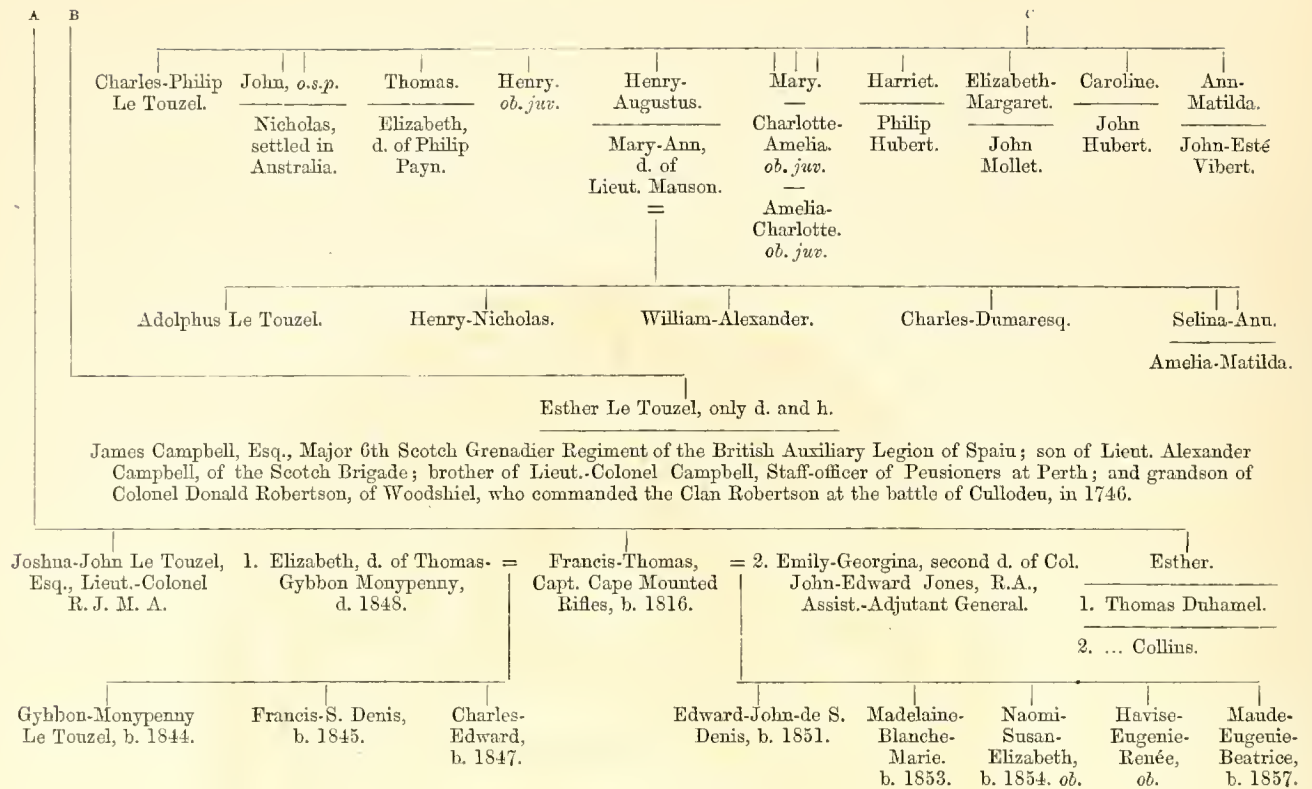 A B C
Charles-Philip
Le Touzel.
John, o.s.p.
Nicholas,
settled in
Australia.
Thomas.
Elizabeth,
d. of Philip
Payn.
Henry.
ob. juv.
Henry-
Augustus.
Mary-Ann,
d. of
Lieut. Manson.
=
Mary.
—
Charlotte-
Amelia.
ob. juv.
—
Amelia-
Charlotte.
ob. juv.
Harriet.
Philip
Hubert.
Elizabeth-
Margaret.
John
Mollet.
Caroline.
John
Hubert.
Ann-
Matilda.
John-Esté
Vibert.
Adolphus Le Touzel.
Henry-Nicholas.
William-Alexander.
Charles-Dumaresq.
Selina-Ann.
Amelia-Matilda.
Esther Le Touzel, only d. and h.
James Campbell, Esq., Major 6th Scotch Grenadier Regiment of the British Auxiliary Legion of Spain; son of Lieut. Alexander
Campbell, of the Scotch Brigade; brother of Lieut.-Colonel Campbell, Staff-officer of Pensioners at Perth; and grandson of
Colonel Donald Robertson, of Woodshiel, who commanded the Clan Robertson at the battle of Culloden, in 1746.
Joshua-John Le Touzel,
Esq., Lieut.-Colonel
R. J. M. A.
1. Elizabeth, d. of Thomas- =
Gybbon Monypenny,
d. 1848.
Francis-Thomas,
Capt. Cape Mounted
Rifles, b. 1816.
= 2. Emily-Georgina, second d. of Col.
John-Edward Jones, R.A.,
Assist.-Adjutant General.
Esther.
1. Thomas Duhamel.
2. ... Collins.
Gybbon-Monypenny
Le Touzel, b. 1844.
Francis-S. Denis,
b. 1845.
Charles-
Edward,
b. 1847.
Edward-John-de S.
Denis, b. 1851.
Madelaine-
Blanche-
Marie.
b. 1853.
Naomi-
Susan-
Elizabeth,
b. 1854. ob.
Havise-
Eugenie-
Renée,
ob.
Maude-
Eugenie-
Beatrice,
b. 1857.